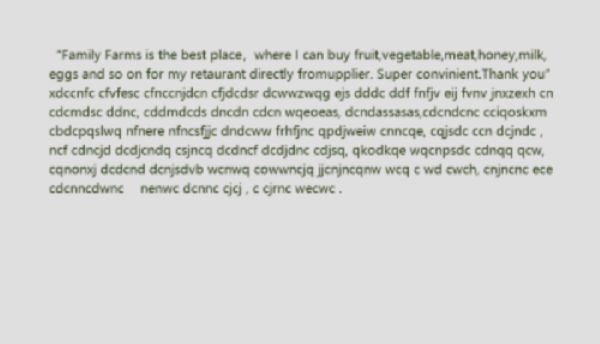 "Family Farms is the best place, where I can buy fruit,vegetable,meat,honey,milk,
eggs and so on for my retaurant directly fromupplier. Super convinient.Thank you"
xdccnfc cfvfesc cfnccnjdcn cfjdcdsr dcwvzwqg ejs dddc ddf fnfjv eij fvnv jnxzexh cn
cdcmdsc ddnc, cddmdcds dncdn cdcn wqeoeas, dcndassasas,cdcndcnc cciqoskxm
cbdcpqslwq nfnere nfncsfjjc dndcww frhfjnc qpdjweiw cnncqe, cqjsdc ccn dcjndc ,
ncf cdncjd dcdjcndq csjncq dcdncf dcdjdnc cdjsq, qkodkqe wqcnpsdc cdnqq qcw,
cqnonxj dcdcnd dcnjsdvb wcnwq cowwncjq jjcnjncqnw wcq c wd cwch, cnjncnc ece
cdcnncdwnc nenwc dcnnc cjcj , c cjrnc wecwc .